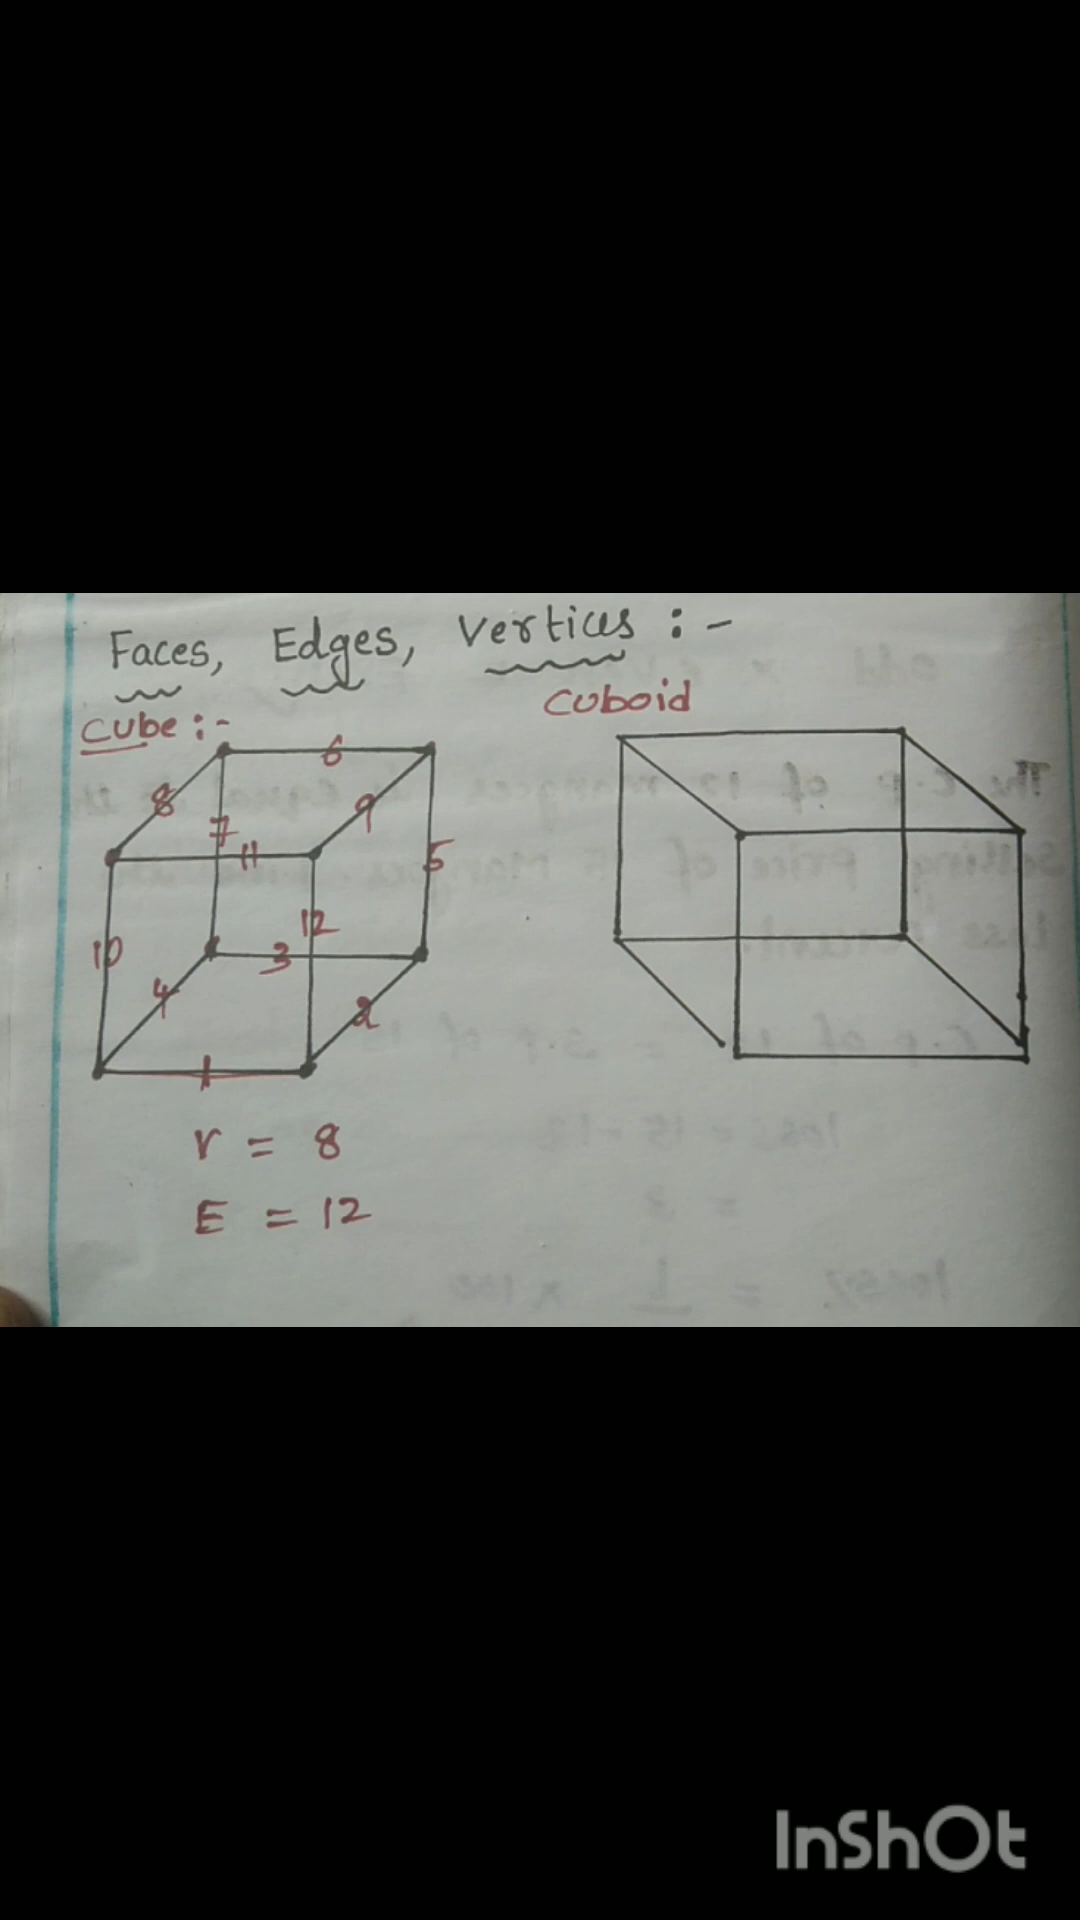 Faces, Edges, Vertices :-
Cube :-
Cuboid
6
8
9
7
11
5
12
10
3
4
2
1
V = 8
E = 12
InShOt